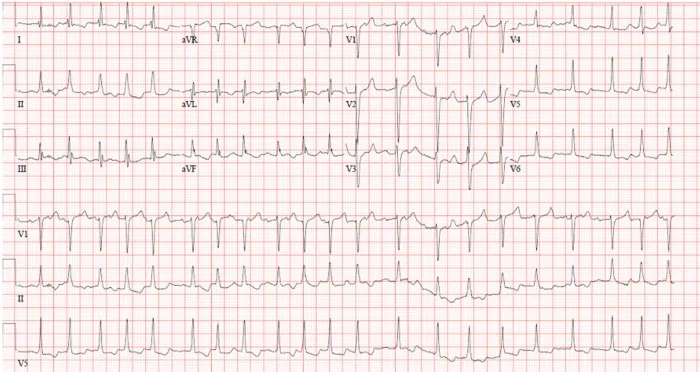 I aVR V1 V4
II aVL V2 V5
III aVF V3 V6
V1
II
V5